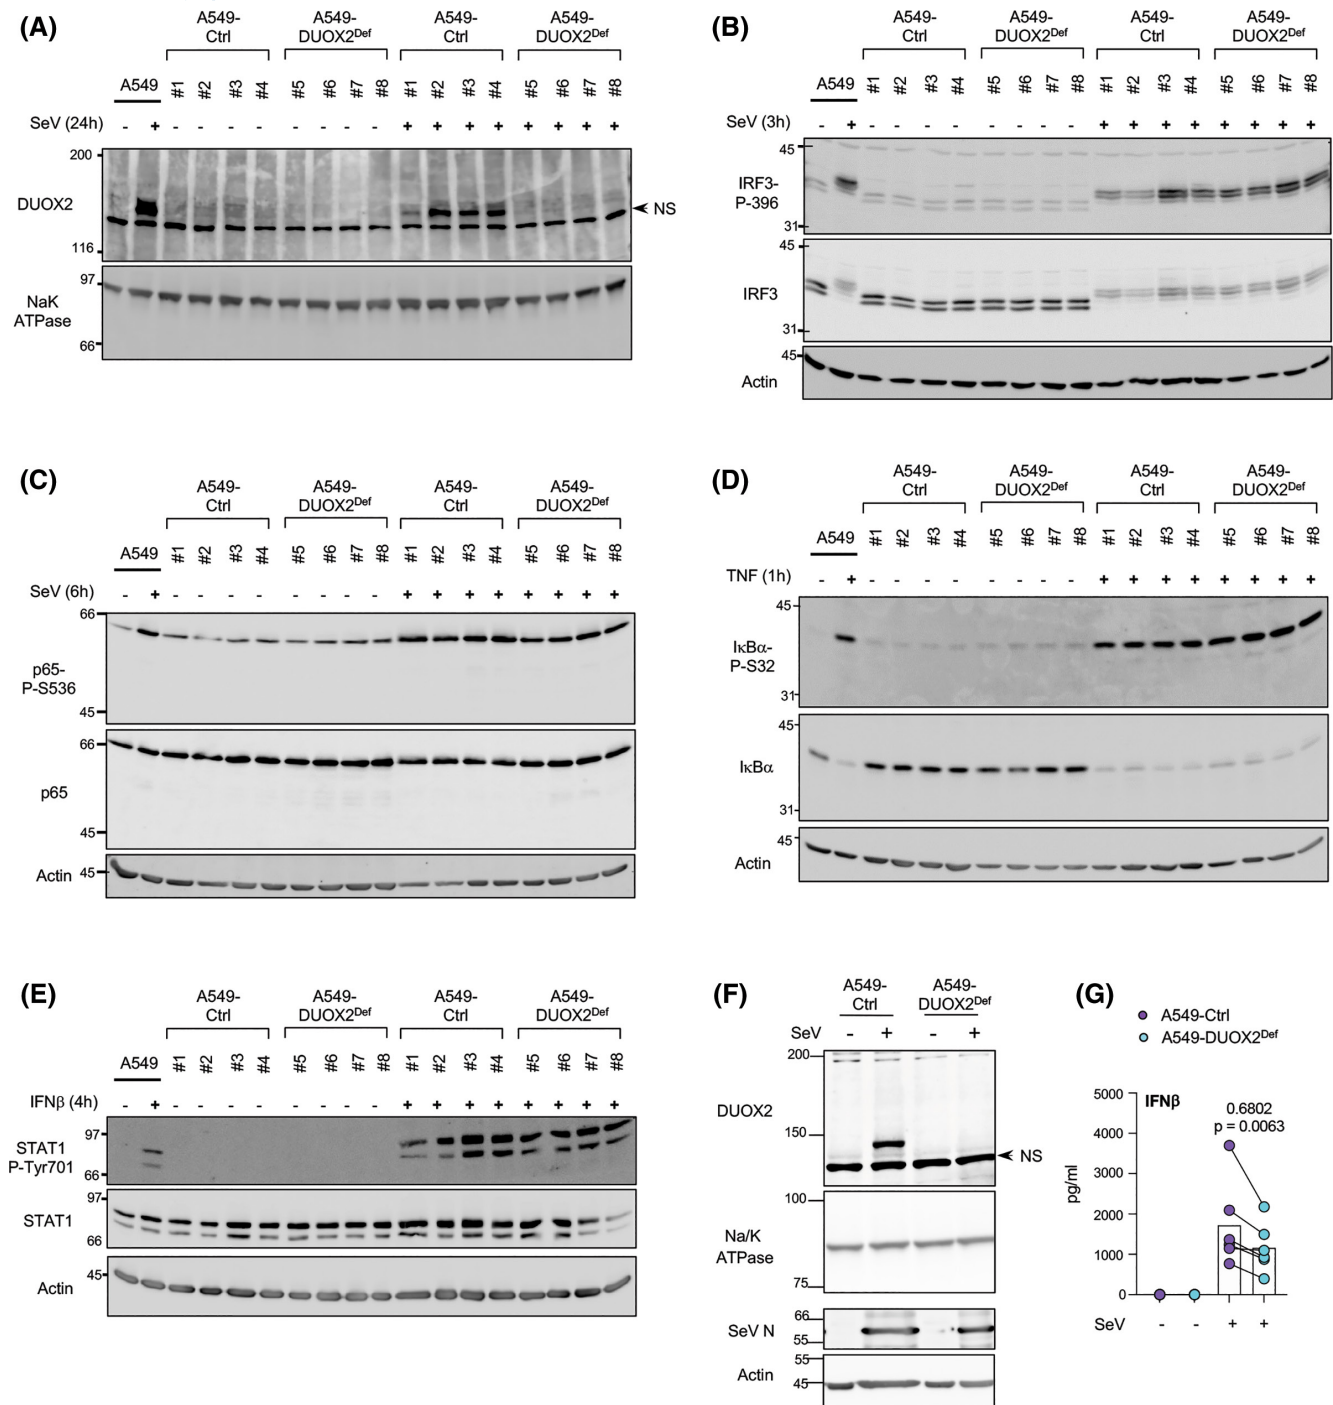 (A)
A549-
Ctrl
A549-
DUOX2Def
A549-
Ctrl
A549-
DUOX2Def
A549
#1
#2
#3
#4
#5
#6
#7
#8
#1
#2
#3
#4
#5
#6
#7
#8
SeV (24h) - + - - - - - - - - + + + + + + + +
200
DUOX2
NS
116
97
NaK
ATPase
66
(B)
A549-
Ctrl
A549-
DUOX2Def
A549-
Ctrl
A549-
DUOX2Def
A549
#1
#2
#3
#4
#5
#6
#7
#8
#1
#2
#3
#4
#5
#6
#7
#8
SeV (3h) - + - - - - - - - - + + + + + + + +
45
IRF3-
P-396
31
45
IRF3
31
45
Actin
(C)
A549-
Ctrl
A549-
DUOX2Def
A549-
Ctrl
A549-
DUOX2Def
A549
#1
#2
#3
#4
#5
#6
#7
#8
#1
#2
#3
#4
#5
#6
#7
#8
SeV (6h) - + - - - - - - - - + + + + + + + +
66
p65-
P-S536
45
66
p65
45
Actin
45
(D)
A549-
Ctrl
A549-
DUOX2Def
A549-
Ctrl
A549-
DUOX2Def
A549
#1
#2
#3
#4
#5
#6
#7
#8
#1
#2
#3
#4
#5
#6
#7
#8
TNF (1h) - + - - - - - - - - + + + + + + + +
45
IκBα-
P-S32
31
45
IκBα
31
45
Actin
(E)
A549-
Ctrl
A549-
DUOX2Def
A549-
Ctrl
A549-
DUOX2Def
A549
#1
#2
#3
#4
#5
#6
#7
#8
#1
#2
#3
#4
#5
#6
#7
#8
IFNβ (4h) - + - - - - - - - - + + + + + + + +
97
STAT1
P-Tyr701
66
97
STAT1
66
45
Actin
(F)
A549-
Ctrl
A549-
DUOX2Def
SeV - + - +
200
DUOX2
150
NS
100
Na/K
ATPase
75
66
SeV N
55
55
Actin
45
(G)
A549-Ctrl
A549-DUOX2Def
5000
IFNβ
0.6802
4000
p = 0.0063
3000
pg/ml
2000
1000
0
SeV - - + +